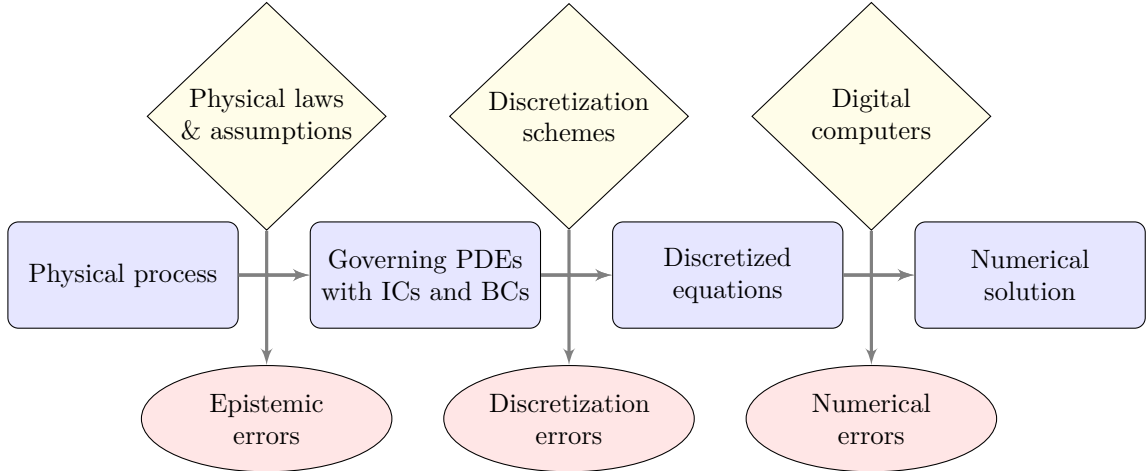 Physical laws
& assumptions
Discretization
schemes
Digital
computers
Physical process
Governing PDEs
with ICs and BCs
Discretized
equations
Numerical
solution
Epistemic
errors
Discretization
errors
Numerical
errors